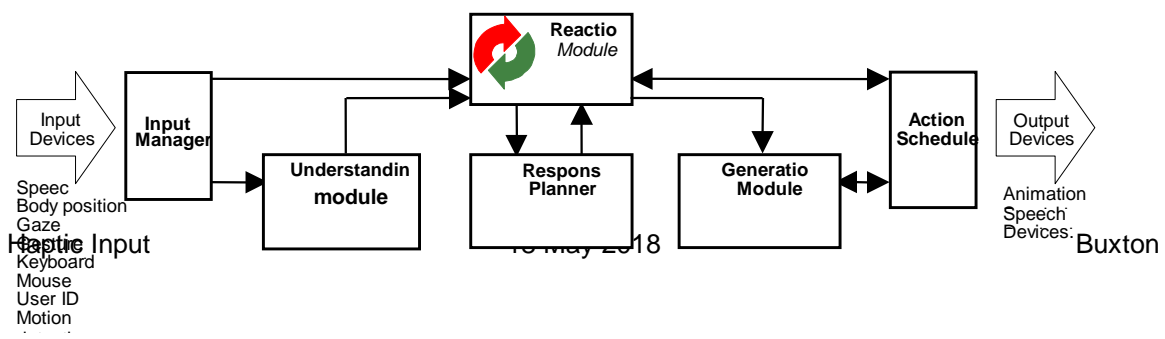 Reactio
Module
Input
Devices
Input
Manager
Action
Schedule
Output
Devices
Understandin
module
Respons
Planner
Generatio
Module
Speec
Body position
Gaze
Haptic Input
Keyboard
Mouse
User ID
Motion
Animation
Speech
Devices:
May
Buxton